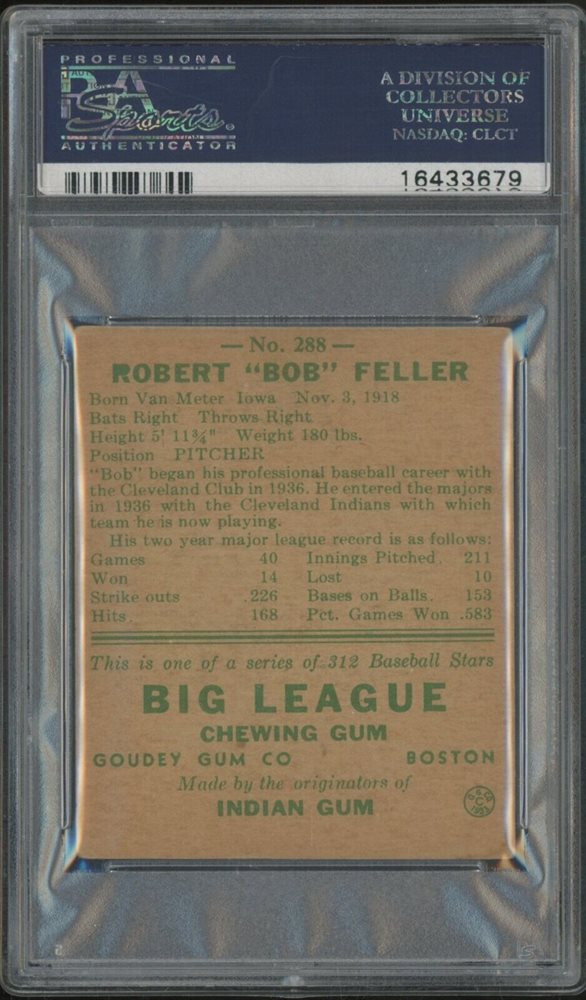 PROFESSIONAL
PSA
Sports
AUTHENTICATOR
A DIVISION OF
COLLECTORS
UNIVERSE
NASDAQ: CLCT
16433679
— No. 288 —
ROBERT "BOB" FELLER
Born Van Meter Iowa Nov. 3, 1918
Bats Right Throws Right
Height 5' 11¾" Weight 180 lbs.
Position PITCHER
"Bob" began his professional baseball career with
the Cleveland Club in 1936. He entered the majors
in 1936 with the Cleveland Indians with which
team he is now playing.
His two year major league record is as follows:
Games 40 Innings Pitched. 211
Won 14 Lost 10
Strike outs .226 Bases on Balls. 153
Hits. 168 Pct. Games Won .583
This is one of a series of 312 Baseball Stars
BIG LEAGUE
CHEWING GUM
GOUDEY GUM CO BOSTON
Made by the originators of
INDIAN GUM